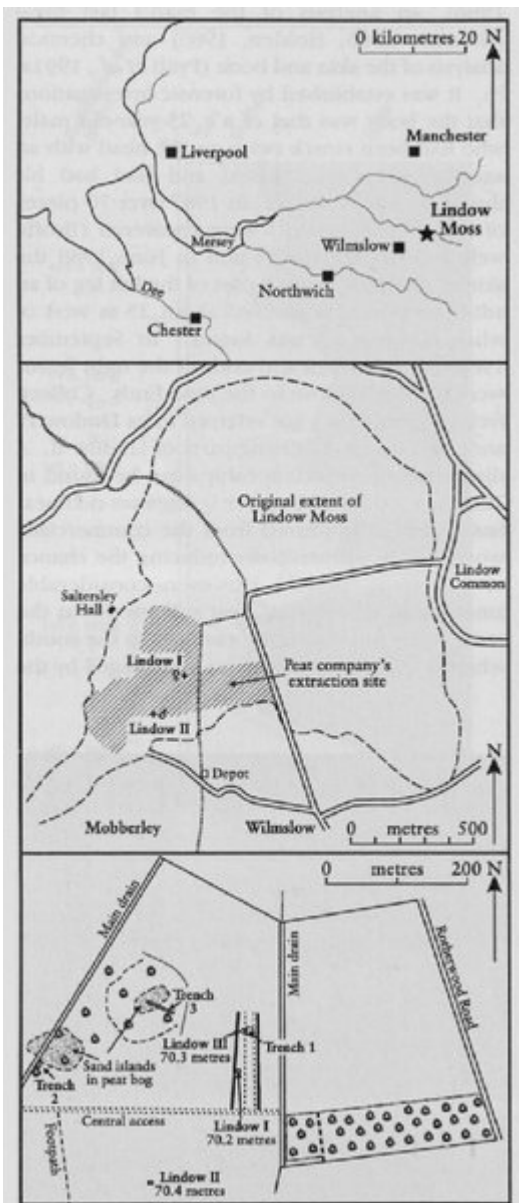 0 kilometres 20
N
Liverpool
Manchester
Lindow
Moss
Mersey
Wilmslow
Northwich
Dee
Chester
Original extent of
Lindow Moss
Lindow
Common
Saltersley
Hall
Lindow I
Peat company's
extraction site
Lindow II
Depot
N
Mobberley
Wilmslow
0 metres 500
0 metres 200
N
Main drain
Main drain
Rotherwood Road
Trench
3
Lindow III
70.3 metres
Trench 1
Sand islands
in peat bog
Trench
2
Central access
Lindow I
70.2 metres
Footpath
Lindow II
70.4 metres